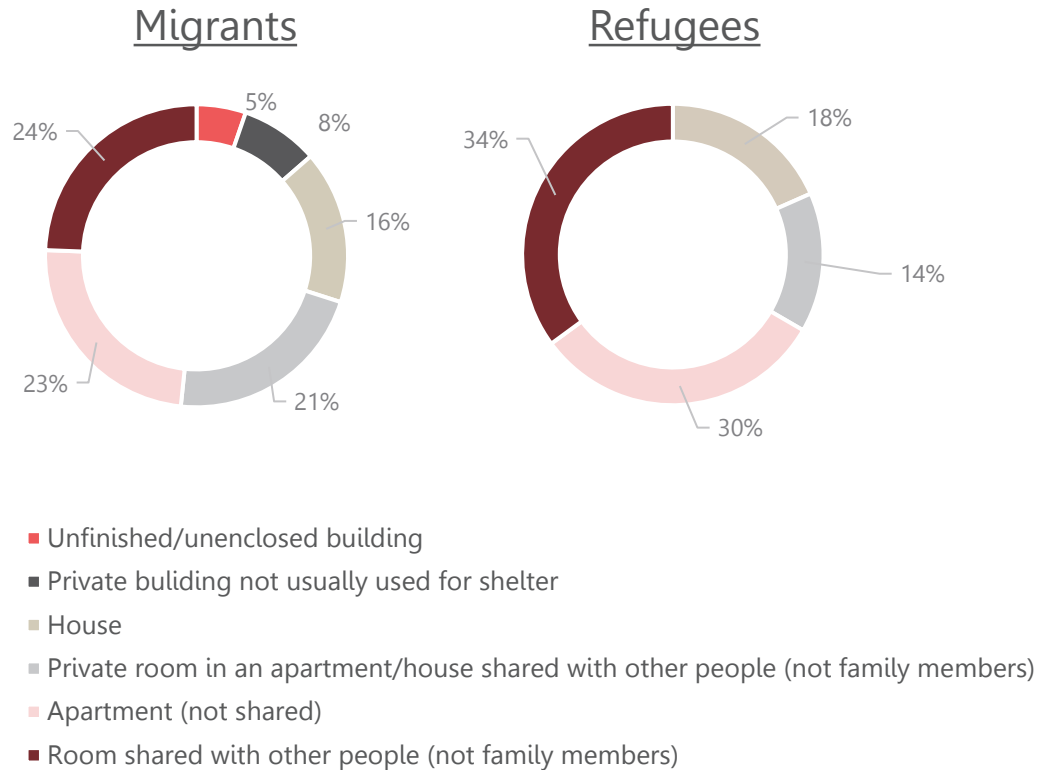 Migrants
Refugees
5%
8%
24%
16%
23%
21%
18%
34%
14%
30%
Unfinished/unenclosed building
Private buliding not usually used for shelter
House
Private room in an apartment/house shared with other people (not family members)
Apartment (not shared)
Room shared with other people (not family members)